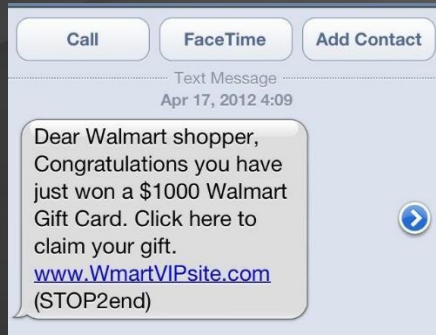 Call FaceTime Add Contact
Text Message
Apr 17, 2012 4:09
Dear Walmart shopper,
Congratulations you have
just won a $1000 Walmart
Gift Card. Click here to
claim your gift.
www.WmartVIPsite.com
(STOP2end)